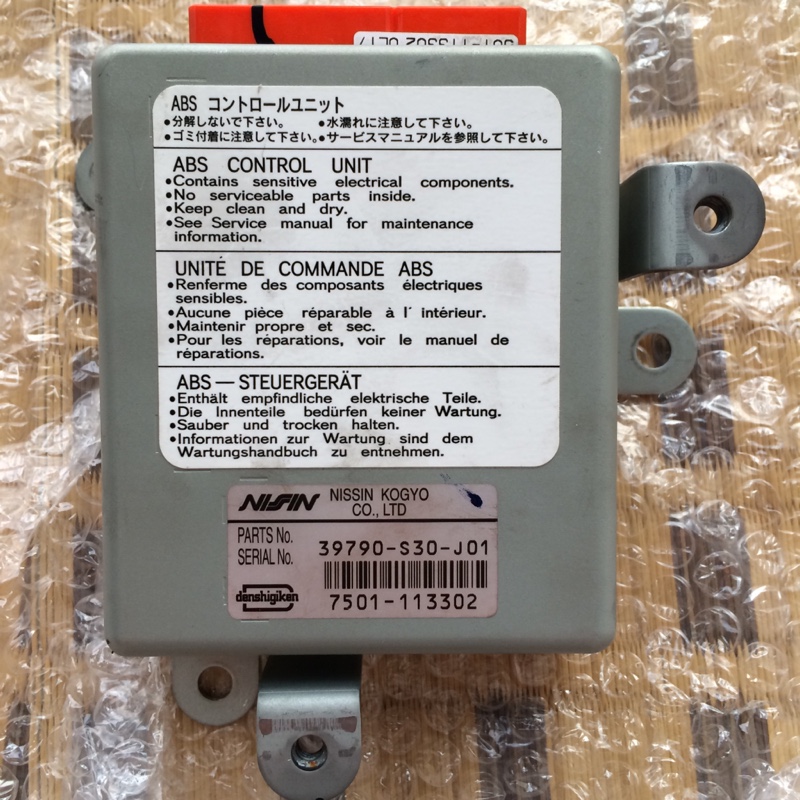 ABS コントロールユニット
•分解しないで下さい。 •水濡れに注意して下さい。
•ゴミ付着に注意して下さい。•サービスマニュアルを参照して下さい。
ABS CONTROL UNIT
•Contains sensitive electrical components.
•No serviceable parts inside.
•Keep clean and dry.
•See Service manual for maintenance
information.
UNITÉ DE COMMANDE ABS
•Renferme des composants électriques
sensibles.
•Aucune pièce réparable à l' intérieur.
•Maintenir propre et sec.
•Pour les réparations, voir le manuel de
réparations.
ABS — STEUERGERÄT
•Enthält empfindliche elektrische Teile.
•Die Innenteile bedürfen keiner Wartung.
•Sauber und trocken halten.
•Informationen zur Wartung sind dem
Wartungshandbuch zu entnehmen.
NISSIN NISSIN KOGYO
CO., LTD
PARTS No. 39790-S30-J01
SERIAL No.
denshigiken 7501-113302